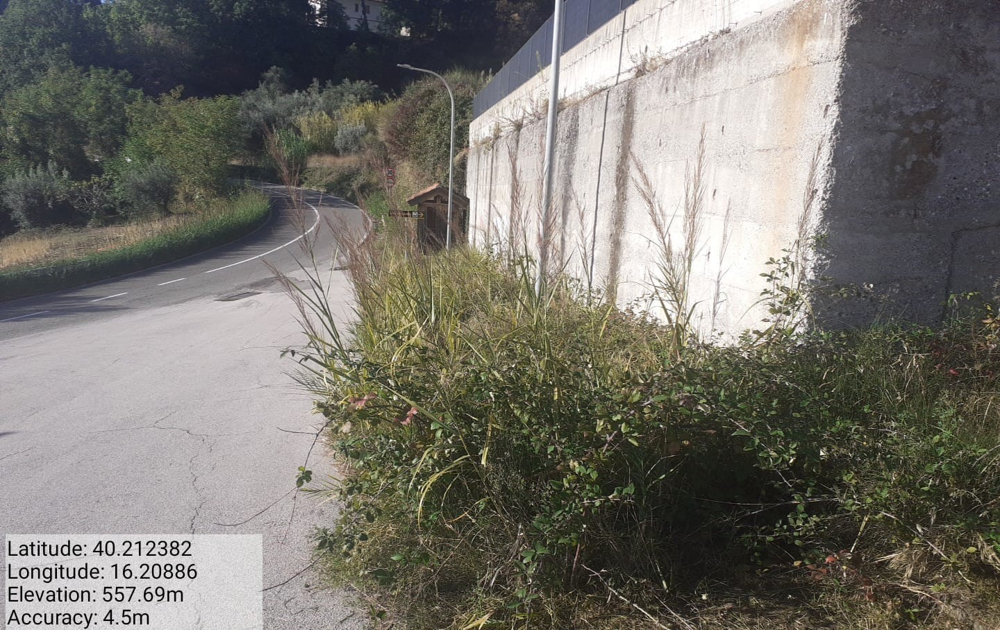 Latitude: 40.212382
Longitude: 16.20886
Elevation: 557.69m
Accuracy: 4.5m